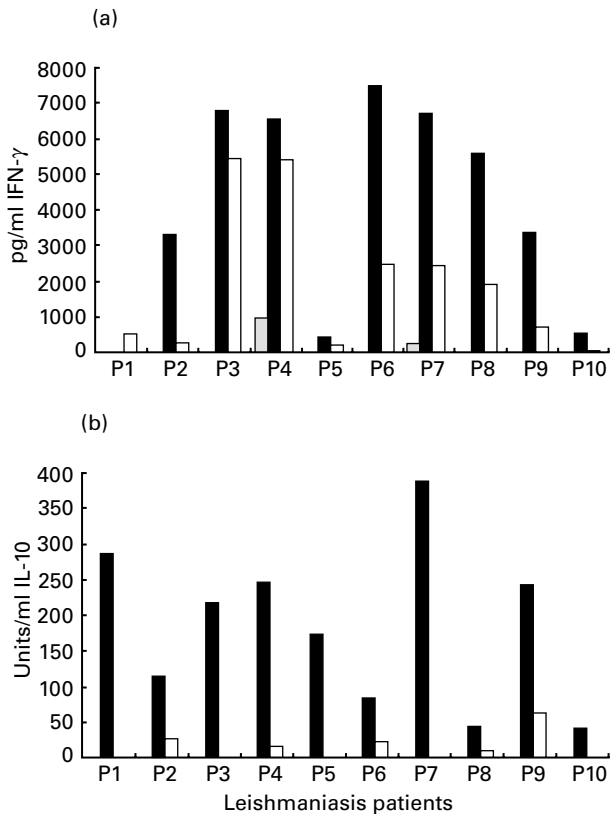 (a)
pg/ml IFN-γ
8000
7000
6000
5000
4000
3000
2000
1000
0
P1 P2 P3 P4 P5 P6 P7 P8 P9 P10
(b)
Units/ml IL-10
400
350
300
250
200
150
100
50
0
P1 P2 P3 P4 P5 P6 P7 P8 P9 P10
Leishmaniasis patients